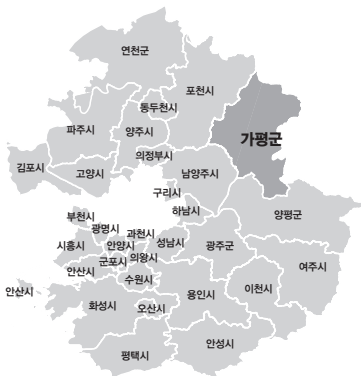 연천군
포천시
동두천시
파주시
양주시
가평군
의정부시
김포시
고양시
남양주시
구리시
하남시
양평군
부천시
광명시
과천시
시흥시
안양시
성남시
광주군
군포시
의왕시
여주시
안산시
수원시
안산시
용인시
이천시
화성시
오산시
평택시
안성시